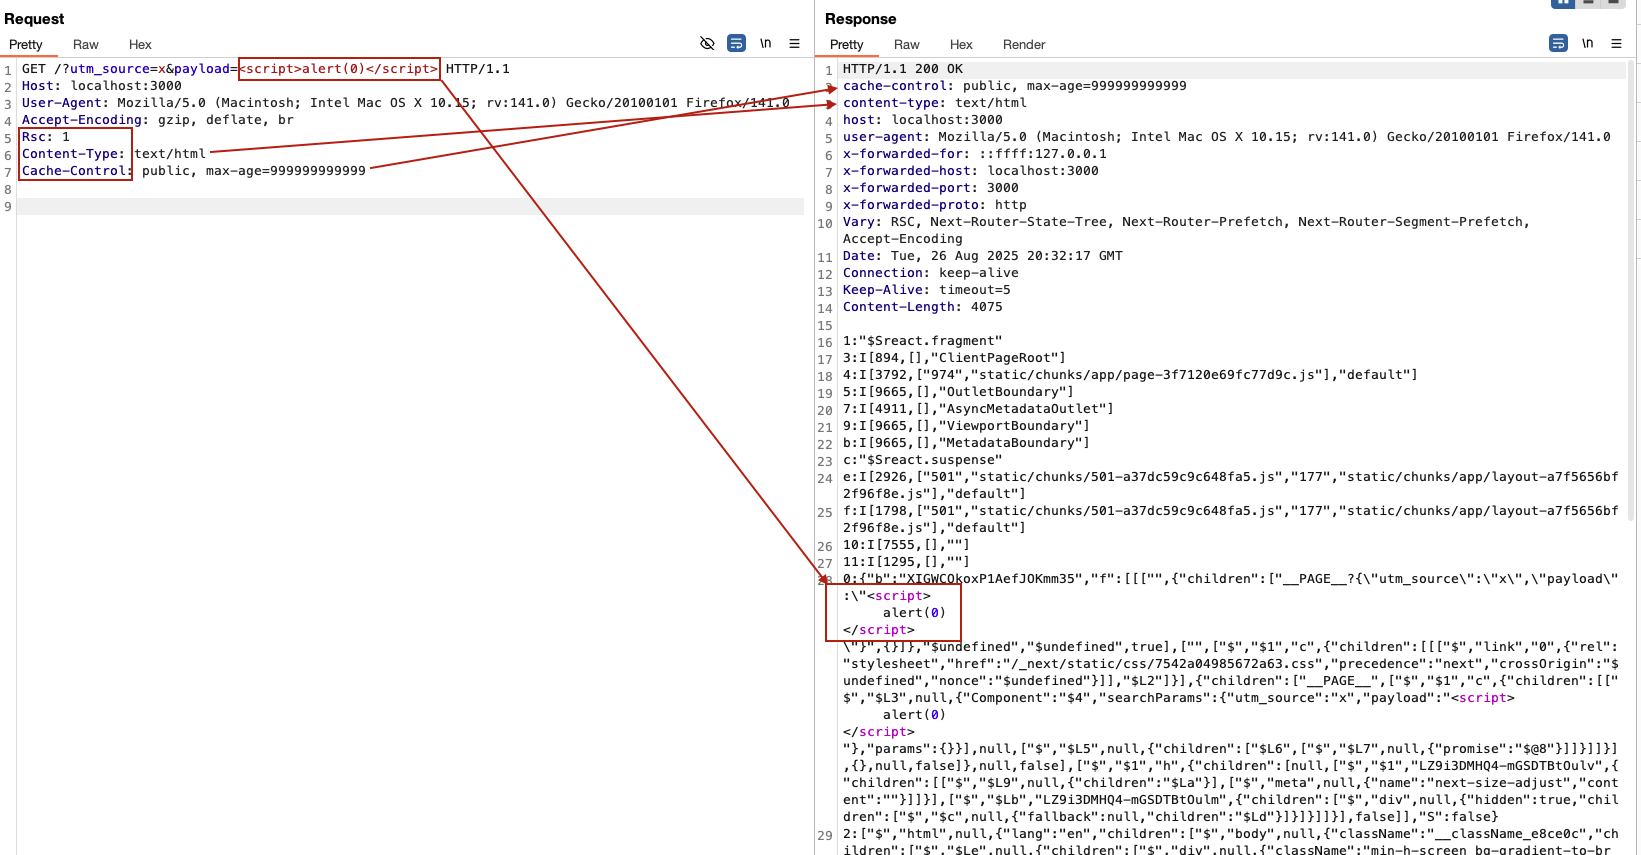 Request
Pretty Raw Hex
\n
1 GET /?utm_source=x&payload=<script>alert(0)</script> HTTP/1.1
2 Host: localhost:3000
3 User-Agent: Mozilla/5.0 (Macintosh; Intel Mac OS X 10.15; rv:141.0) Gecko/20100101 Firefox/141.0
4 Accept-Encoding: gzip, deflate, br
5 Rsc: 1
6 Content-Type: text/html
7 Cache-Control: public, max-age=999999999999
8
9
Response
Pretty Raw Hex Render
\n
1 HTTP/1.1 200 OK
2 cache-control: public, max-age=999999999999
3 content-type: text/html
4 host: localhost:3000
5 user-agent: Mozilla/5.0 (Macintosh; Intel Mac OS X 10.15; rv:141.0) Gecko/20100101 Firefox/141.0
6 x-forwarded-for: ::ffff:127.0.0.1
7 x-forwarded-host: localhost:3000
8 x-forwarded-port: 3000
9 x-forwarded-proto: http
10 Vary: RSC, Next-Router-State-Tree, Next-Router-Prefetch, Next-Router-Segment-Prefetch,
Accept-Encoding
11 Date: Tue, 26 Aug 2025 20:32:17 GMT
12 Connection: keep-alive
13 Keep-Alive: timeout=5
14 Content-Length: 4075
15
16 1:"$Sreact.fragment"
17 3:I[894,[],"ClientPageRoot"]
18 4:I[3792,["974","static/chunks/app/page-3f7120e69fc77d9c.js"],"default"]
19 5:I[9665,[],"OutletBoundary"]
20 7:I[4911,[],"AsyncMetadataOutlet"]
21 9:I[9665,[],"ViewportBoundary"]
22 b:I[9665,[],"MetadataBoundary"]
23 c:"$Sreact.suspense"
24 e:I[2926,["501","static/chunks/501-a37dc59c9c648fa5.js","177","static/chunks/app/layout-a7f5656bf
2f96f8e.js"],"default"]
25 f:I[1798,["501","static/chunks/501-a37dc59c9c648fa5.js","177","static/chunks/app/layout-a7f5656bf
2f96f8e.js"],"default"]
26 10:I[7555,[],""]
27 11:I[1295,[],""]
28 0:{"b":"XIGWCOkoxP1AefJOKmm35","f":[[["",{"children":["__PAGE__?{\"utm_source\":\"x\",\"payload\"
:\"<script>
alert(0)
</script>
\"}",{}]},"$undefined","$undefined",true],["",["$","$1","c",{"children":[[["$","link","0",{"rel":
"stylesheet","href":"/_next/static/css/7542a04985672a63.css","precedence":"next","crossOrigin":"$
undefined","nonce":"$undefined"}]],"$L2"]}],{"children":["__PAGE__",["$","$1","c",{"children":[["
$","$L3",null,{"Component":"$4","searchParams":{"utm_source":"x","payload":"<script>
alert(0)
</script>
"},"params":{}}],null,["$","$L5",null,{"children":["$L6",["$","$L7",null,{"promise":"$@8"}]]}]]}]
,{},null,false]},null,false],["$","$1","h",{"children":[null,["$","$1","LZ9i3DMHQ4-mGSDTBtOulv",{
"children":[["$","$L9",null,{"children":"$La"}],["$","meta",null,{"name":"next-size-adjust","cont
ent":""}]]}],["$","$Lb","LZ9i3DMHQ4-mGSDTBtOulm",{"children":["$","div",null,{"hidden":true,"chil
dren":["$","$c",null,{"fallback":null,"children":"$Ld"}]}]}]]}],false]],"S":false}
29 2:["$","html",null,{"lang":"en","children":["$","body",null,{"className":"__className_e8ce0c","ch
ildren":["$","$Le",null,{"children":["$","div",null,{"className":"min-h-screen bg-gradient-to-br